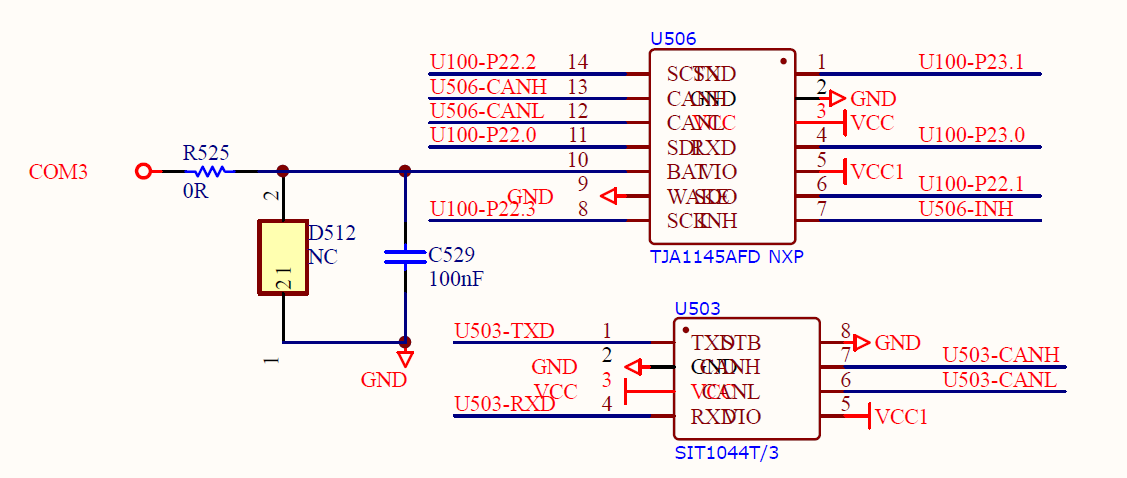 U506
U100-P22.2 14 SCSN TXD 1 U100-P23.1
U506-CANH 13 CANH GND 2 GND
U506-CANL 12 CANL VCC 3 VCC
U100-P22.0 11 SDI RXD 4 U100-P23.0
10 BAT VIO 5 VCC1
GND 9 WAKE SDO 6 U100-P22.1
U100-P22.3 8 SCK INH 7 U506-INH
TJA1145AFD NXP
COM3
R525
0R
2
D512
NC
2 1
1
C529
100nF
GND
U503
U503-TXD 1 TXD STB 8 GND
GND 2 GND CANH 7 U503-CANH
VCC 3 VCC CANL 6 U503-CANL
U503-RXD 4 RXD VIO 5 VCC1
SIT1044T/3